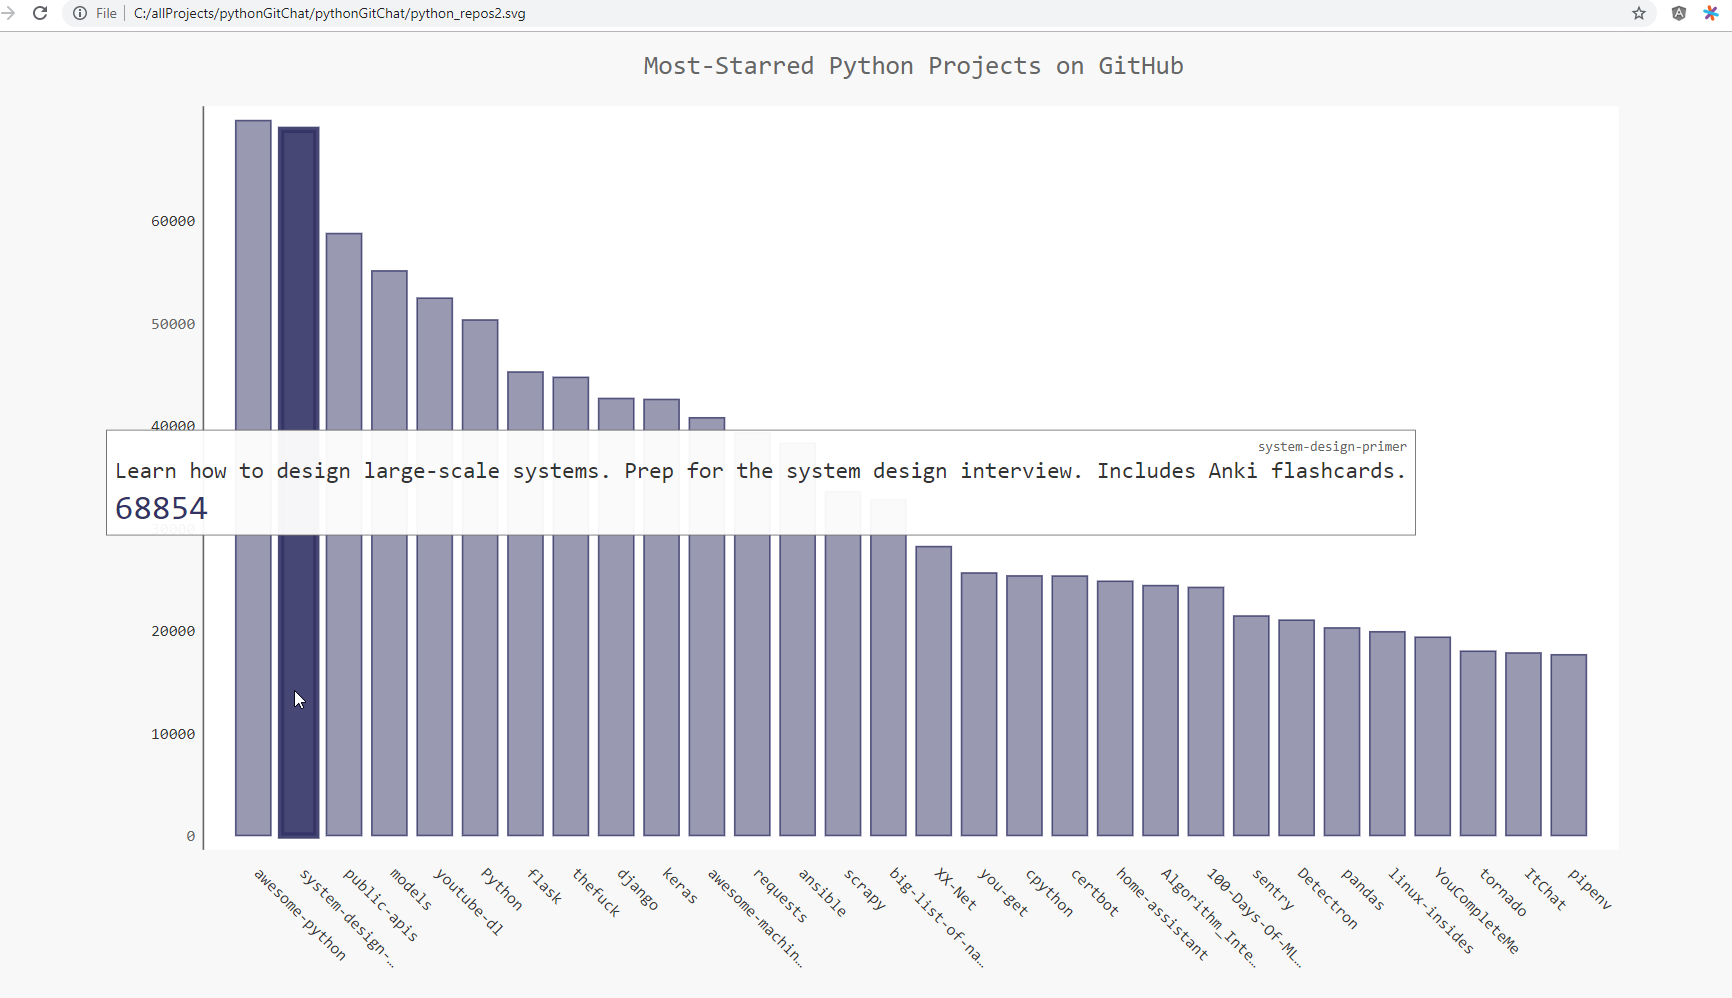 File C:/allProjects/pythonGitChat/pythonGitChat/python_repos2.svg
Most-Starred Python Projects on GitHub
60000
50000
40000
system-design-primer
Learn how to design large-scale systems. Prep for the system design interview. Includes Anki flashcards.
68854
20000
10000
0
awesome-python
system-design-…
public-apis
models
youtube-dl
Python
flask
thefuck
django
keras
awesome-machin…
requests
ansible
scrapy
big-list-of-na…
XX-Net
you-get
cpython
certbot
home-assistant
Algorithm_Inte…
100-Days-Of-ML…
sentry
Detectron
pandas
linux-insides
YouCompleteMe
tornado
ItChat
pipenv